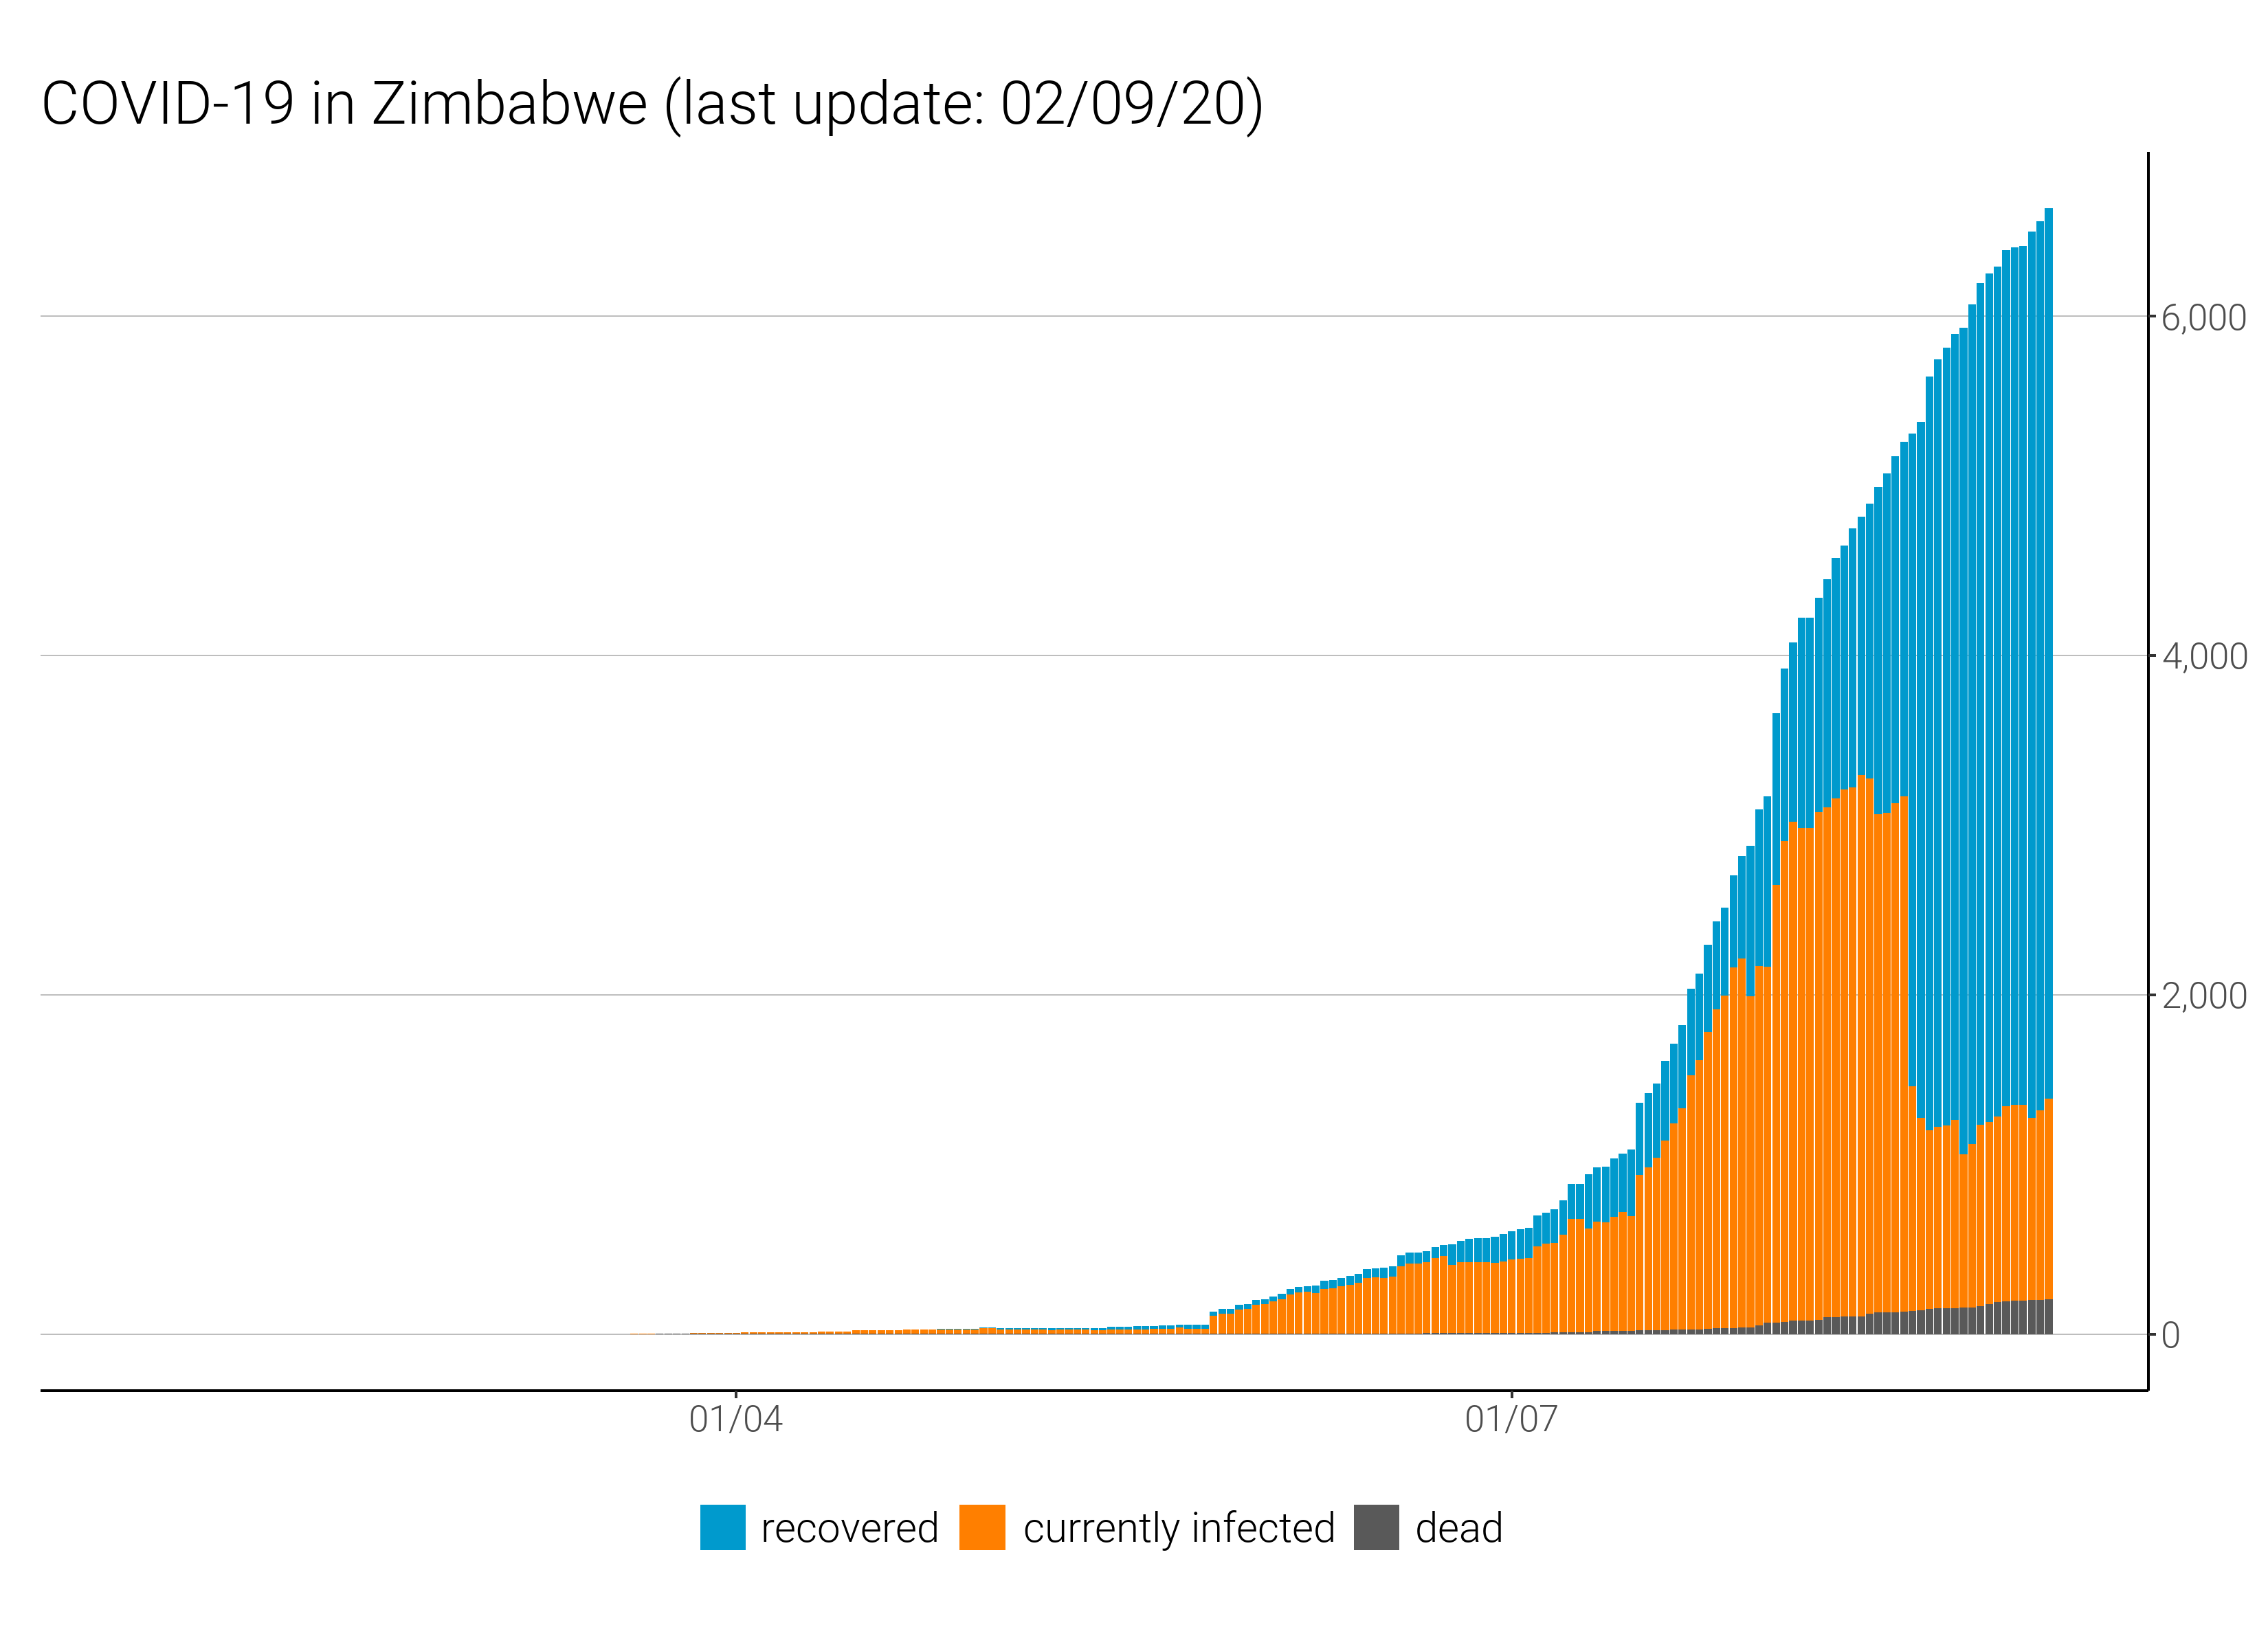 COVID-19 in Zimbabwe (last update: 02/09/20)
6,000
4,000
2,000
0
01/04 01/07
recovered currently infected dead